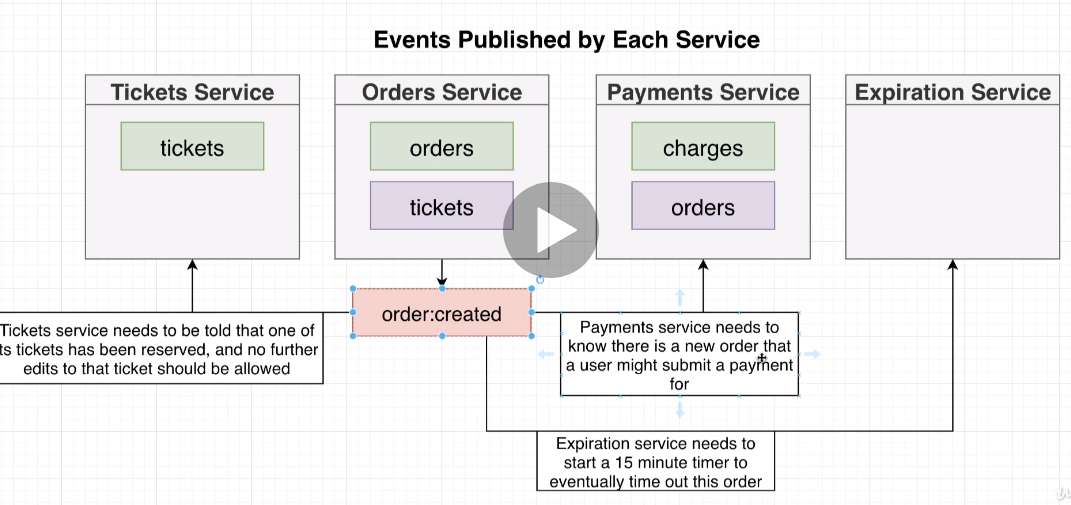 Events Published by Each Service
Tickets Service
tickets
Orders Service
orders
tickets
Payments Service
charges
orders
Expiration Service
order:created
Tickets service needs to be told that one of
ts tickets has been reserved, and no further
edits to that ticket should be allowed
Payments service needs to
know there is a new order that
a user might submit a payment
for
Expiration service needs to
start a 15 minute timer to
eventually time out this order